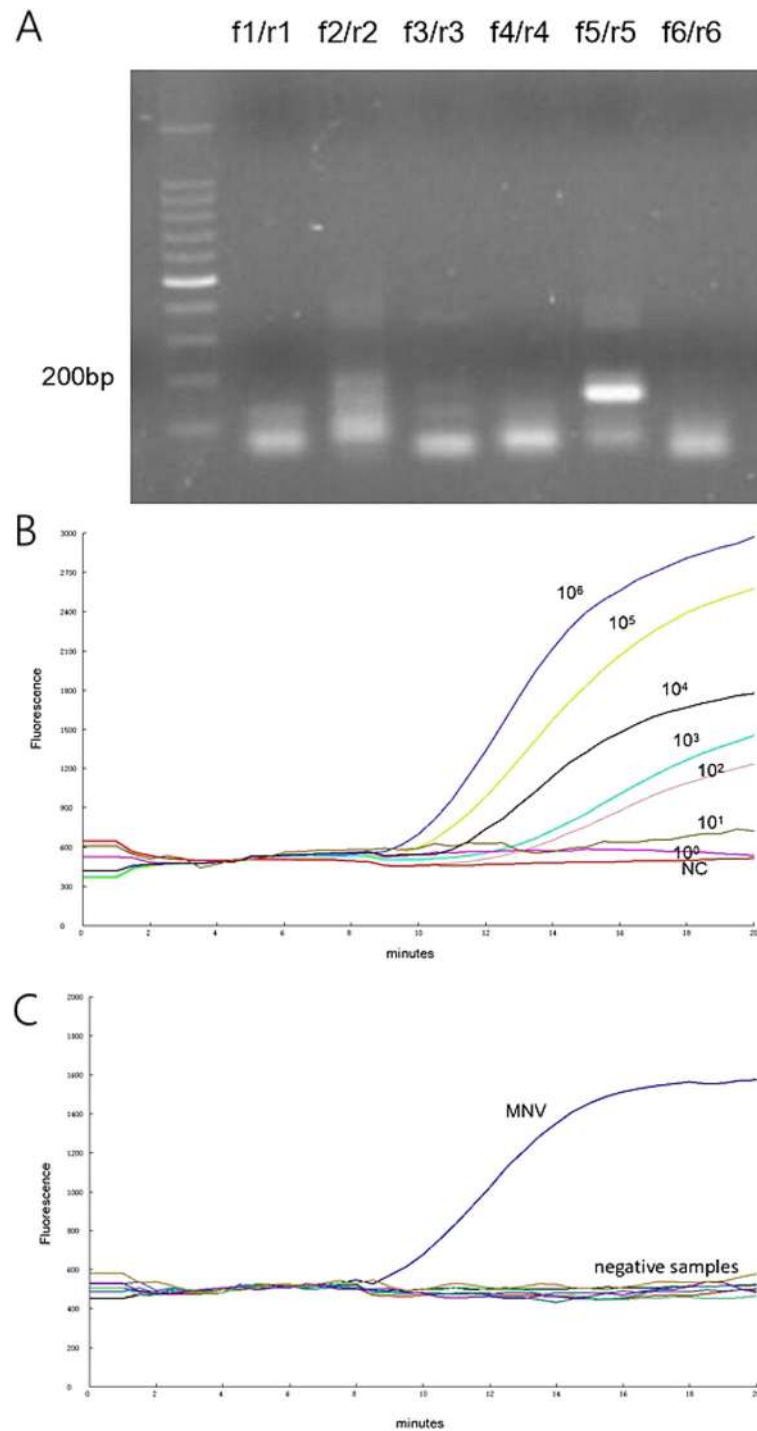 A
f1/r1 f2/r2 f3/r3 f4/r4 f5/r5 f6/r6
200bp
B
3000
2700
2400
2100
1800
1500
1200
900
600
300
0
Fluorescence
10⁶
10⁵
10⁴
10³
10²
10¹
10⁰
NC
0 2 4 6 8 10 12 14 16 18 20
minutes
C
2000
1800
1600
1400
1200
1000
800
600
400
200
0
Fluorescence
MNV
negative samples
0 2 4 6 8 10 12 14 16 18 20
minutes